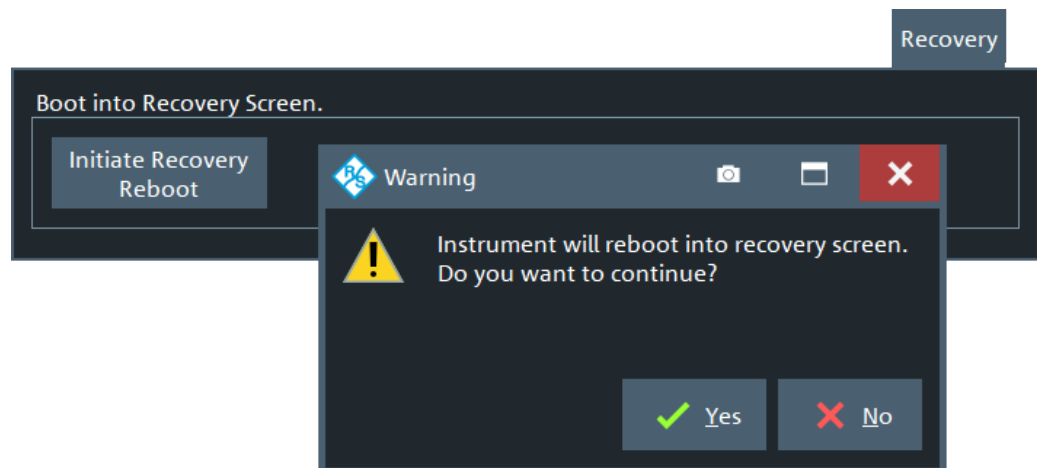 Recovery
Boot into Recovery Screen.
Initiate Recovery
Reboot
R&S Warning
Instrument will reboot into recovery screen.
Do you want to continue?
Yes
No